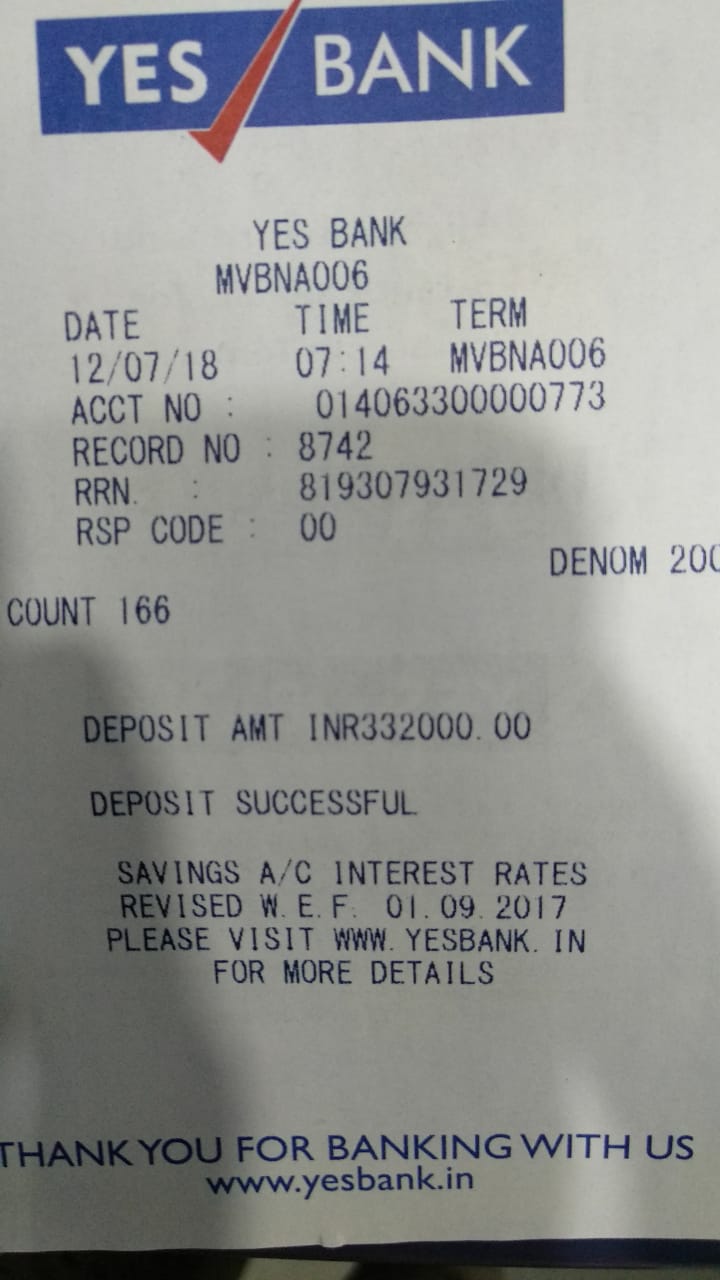 YES BANK
YES BANK
MVBNA006
DATE TIME TERM
12/07/18 07:14 MVBNA006
ACCT NO : 014063300000773
RECORD NO : 8742
RRN. : 819307931729
RSP CODE : 00
DENOM 200
COUNT 166
DEPOSIT AMT INR332000.00
DEPOSIT SUCCESSFUL
SAVINGS A/C INTEREST RATES
REVISED W.E.F. 01.09.2017
PLEASE VISIT WWW.YESBANK.IN
FOR MORE DETAILS
THANK YOU FOR BANKING WITH US
www.yesbank.in